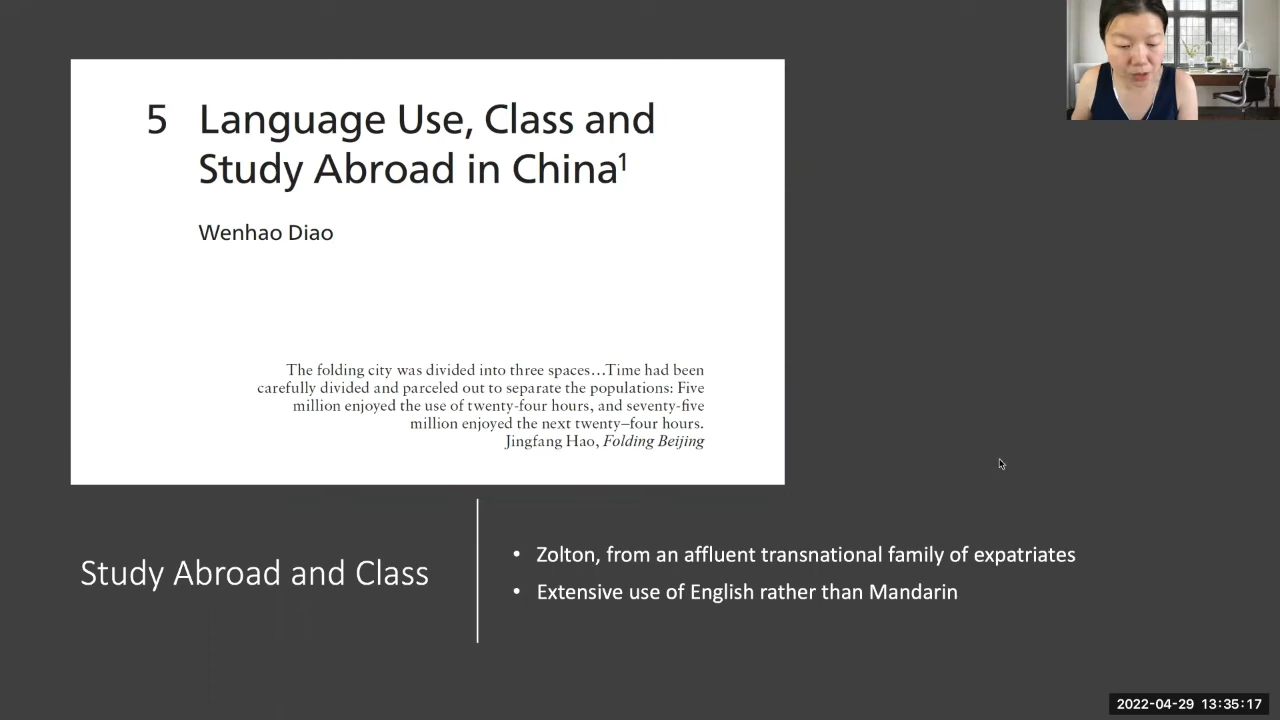 5 Language Use, Class and
Study Abroad in China¹
Wenhao Diao
The folding city was divided into three spaces…Time had been
carefully divided and parceled out to separate the populations: Five
million enjoyed the use of twenty-four hours, and seventy-five
million enjoyed the next twenty–four hours.
Jingfang Hao, Folding Beijing
Study Abroad and Class
• Zolton, from an affluent transnational family of expatriates
• Extensive use of English rather than Mandarin
2022-04-29 13:35:17